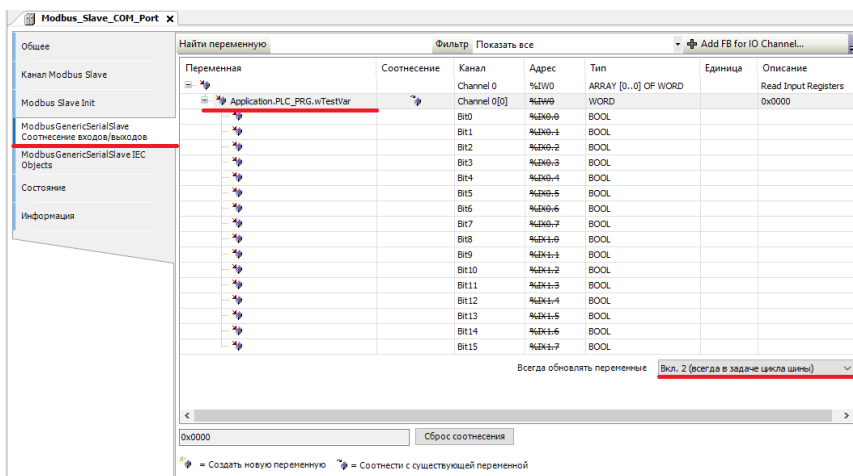 Modbus_Slave_COM_Port
Общее
Канал Modbus Slave
Modbus Slave Init
ModbusGenericSerialSlave
Соотнесение входов/выходов
ModbusGenericSerialSlave IEC
Objects
Состояние
Информация
Найти переменную Фильтр Показать все Add FB for IO Channel...
Переменная Соотнесение Канал Адрес Тип Единица Описание
Channel 0 %IW0 ARRAY [0..0] OF WORD Read Input Registers
Application.PLC_PRG.wTestVar Channel 0[0] %IW0 WORD 0x0000
Bit0 %IX0.0 BOOL
Bit1 %IX0.1 BOOL
Bit2 %IX0.2 BOOL
Bit3 %IX0.3 BOOL
Bit4 %IX0.4 BOOL
Bit5 %IX0.5 BOOL
Bit6 %IX0.6 BOOL
Bit7 %IX0.7 BOOL
Bit8 %IX1.0 BOOL
Bit9 %IX1.1 BOOL
Bit10 %IX1.2 BOOL
Bit11 %IX1.3 BOOL
Bit12 %IX1.4 BOOL
Bit13 %IX1.5 BOOL
Bit14 %IX1.6 BOOL
Bit15 %IX1.7 BOOL
Всегда обновлять переменные Вкл. 2 (всегда в задаче цикла шины)
0x0000 Сброс соотнесения
= Создать новую переменную = Соотнести с существующей переменной